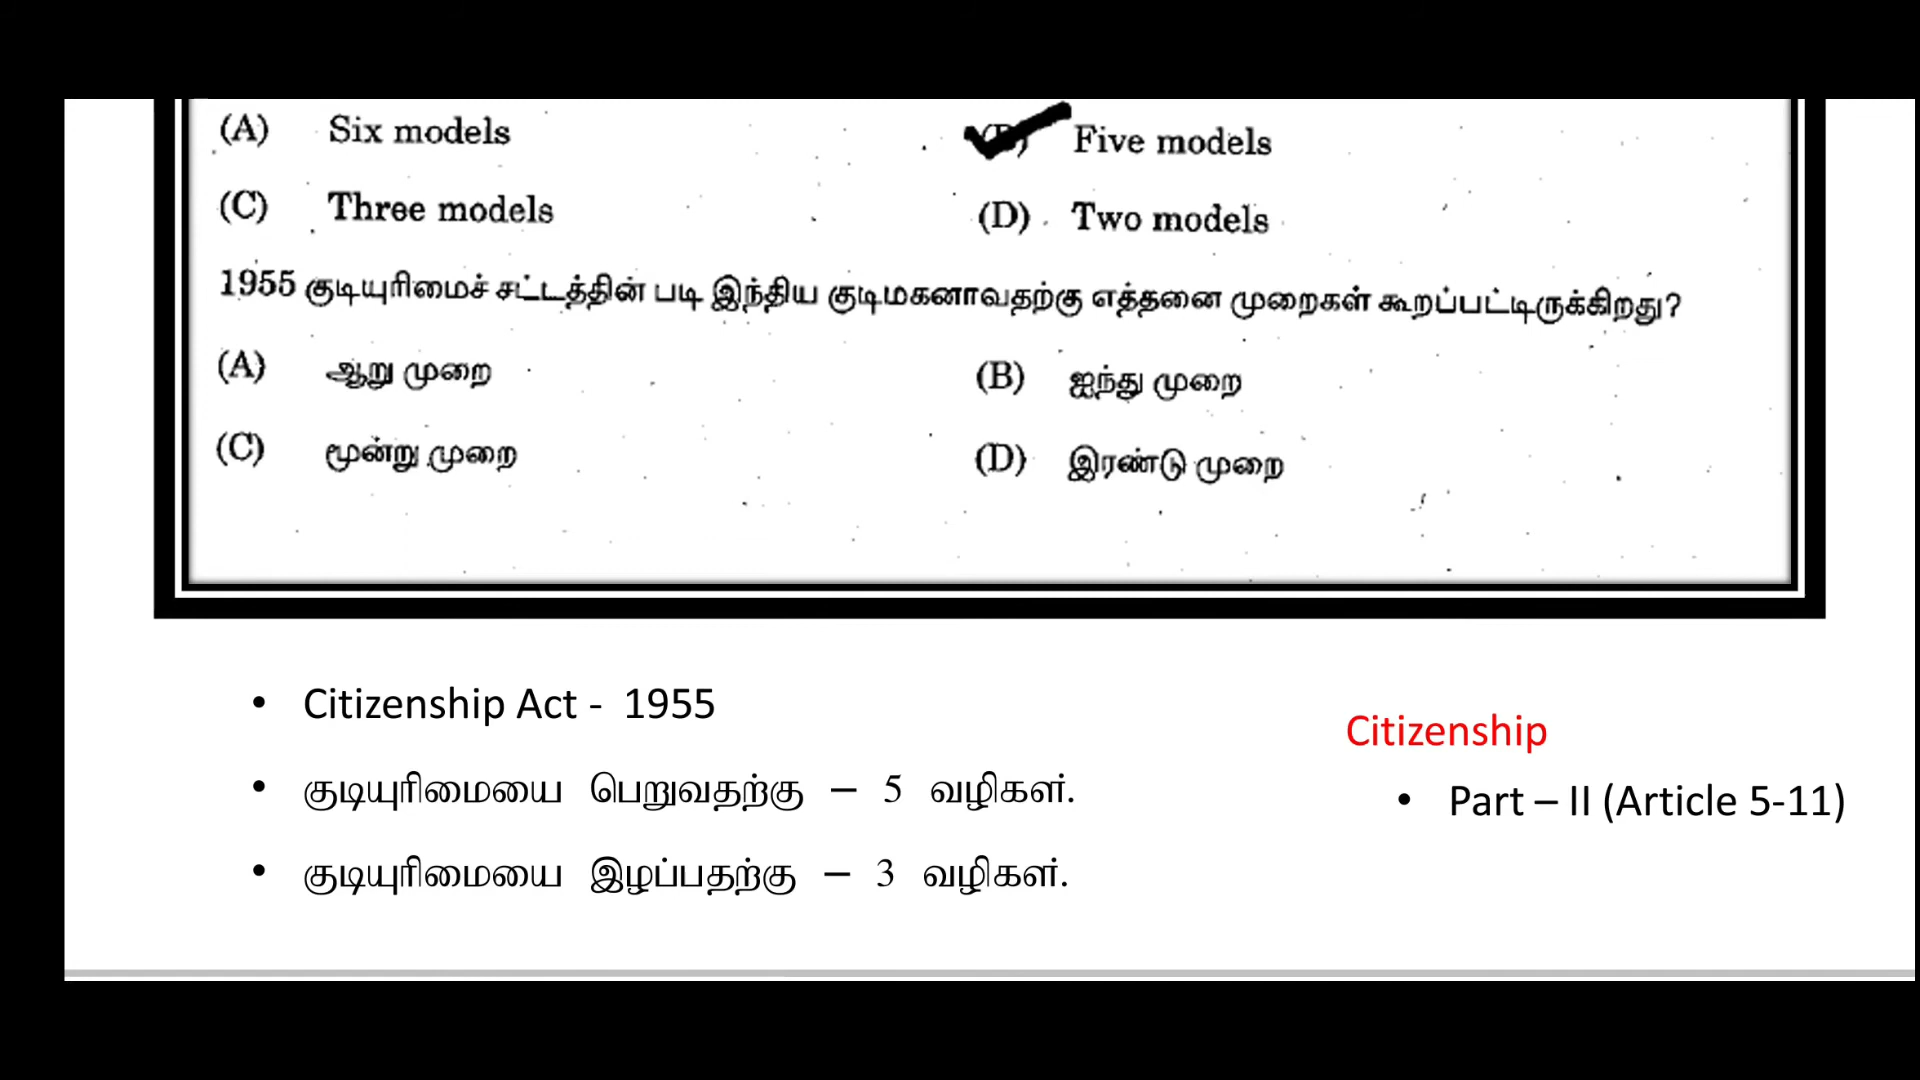 (A) Six models (B) Five models
(C) Three models (D) Two models
1955 குடியுரிமைச் சட்டத்தின் படி இந்திய குடிமகனாவதற்கு எத்தனை முறைகள் கூறப்பட்டிருக்கிறது?
(A) ஆறு முறை (B) ஐந்து முறை
(C) மூன்று முறை (D) இரண்டு முறை
• Citizenship Act - 1955
• குடியுரிமையை பெறுவதற்கு – 5 வழிகள்.
• குடியுரிமையை இழப்பதற்கு – 3 வழிகள்.
Citizenship
• Part – II (Article 5-11)